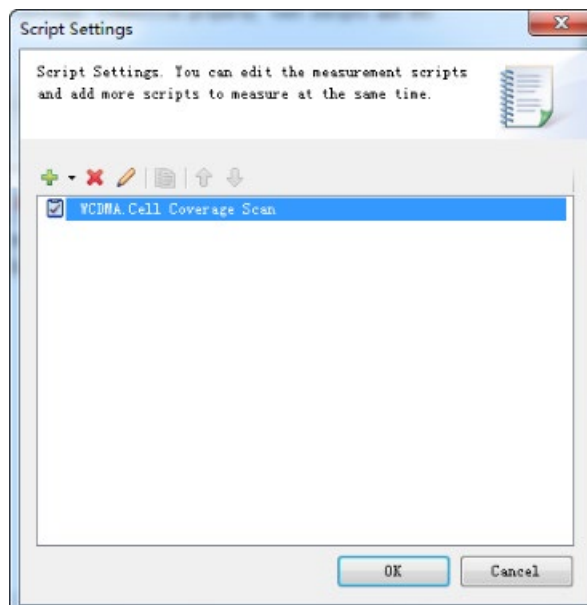 Script Settings
Script Settings. You can edit the measurement scripts
and add more scripts to measure at the same time.
WCDMA.Cell Coverage Scan
OK
Cancel